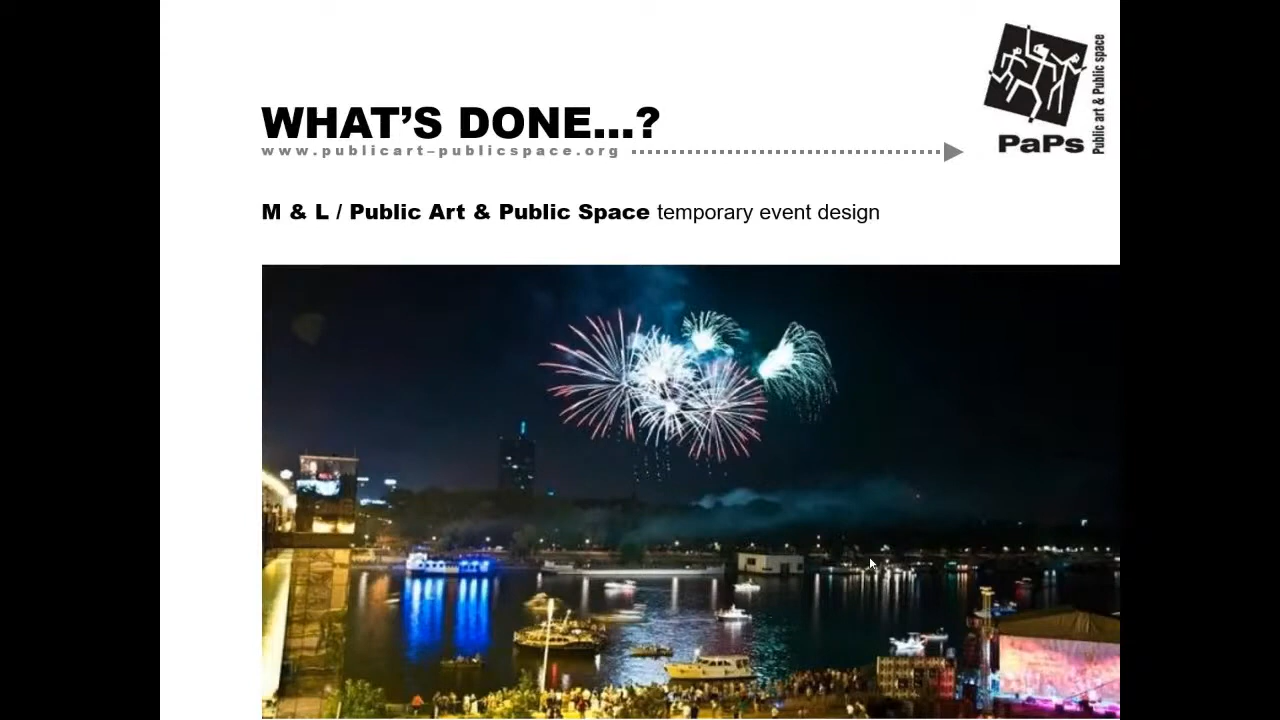 WHAT’S DONE...?
www.publicart–publicspace.org
M & L / Public Art & Public Space temporary event design
PaPs
Public art & Public space